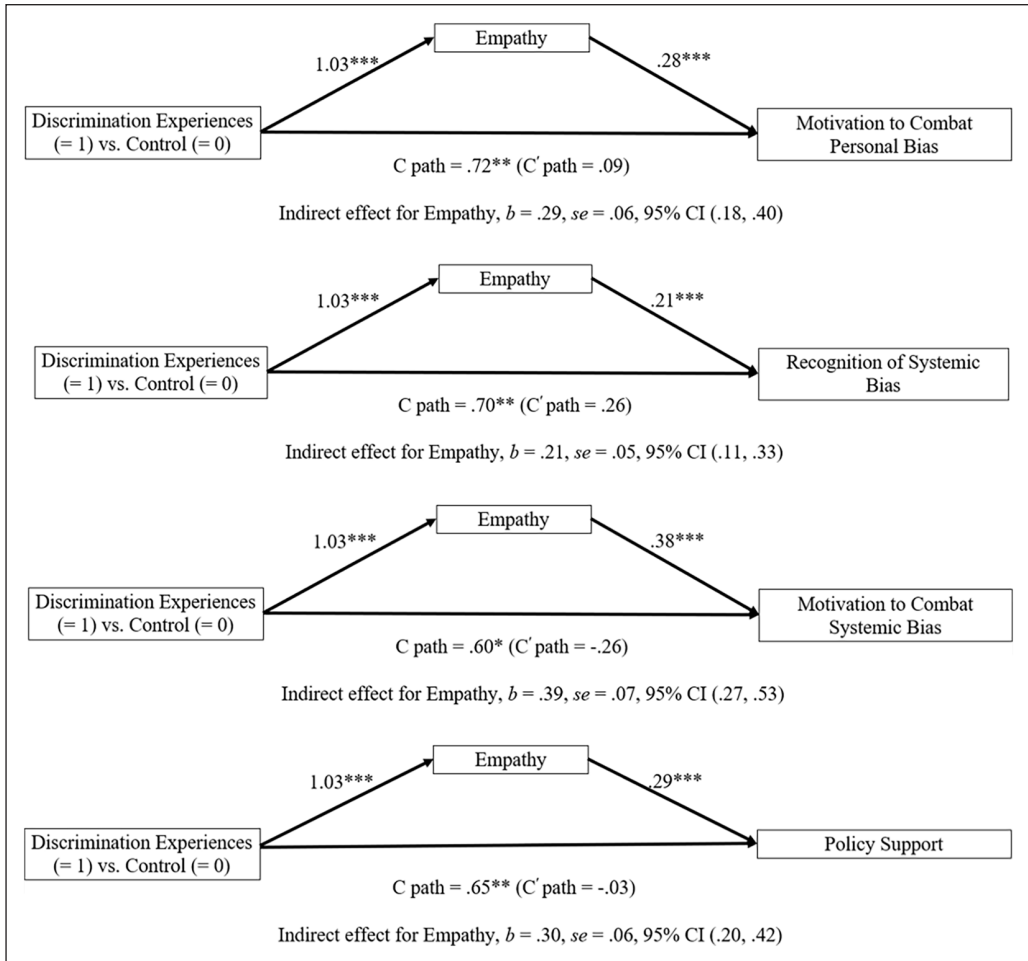 Empathy
1.03***
.28***
Discrimination Experiences
(= 1) vs. Control (= 0)
Motivation to Combat
Personal Bias
C path = .72** (C′ path = .09)
Indirect effect for Empathy, b = .29, se = .06, 95% CI (.18, .40)
Empathy
1.03***
.21***
Discrimination Experiences
(= 1) vs. Control (= 0)
Recognition of Systemic
Bias
C path = .70** (C′ path = .26)
Indirect effect for Empathy, b = .21, se = .05, 95% CI (.11, .33)
Empathy
1.03***
.38***
Discrimination Experiences
(= 1) vs. Control (= 0)
Motivation to Combat
Systemic Bias
C path = .60* (C′ path = -.26)
Indirect effect for Empathy, b = .39, se = .07, 95% CI (.27, .53)
Empathy
1.03***
.29***
Discrimination Experiences
(= 1) vs. Control (= 0)
Policy Support
C path = .65** (C′ path = -.03)
Indirect effect for Empathy, b = .30, se = .06, 95% CI (.20, .42)